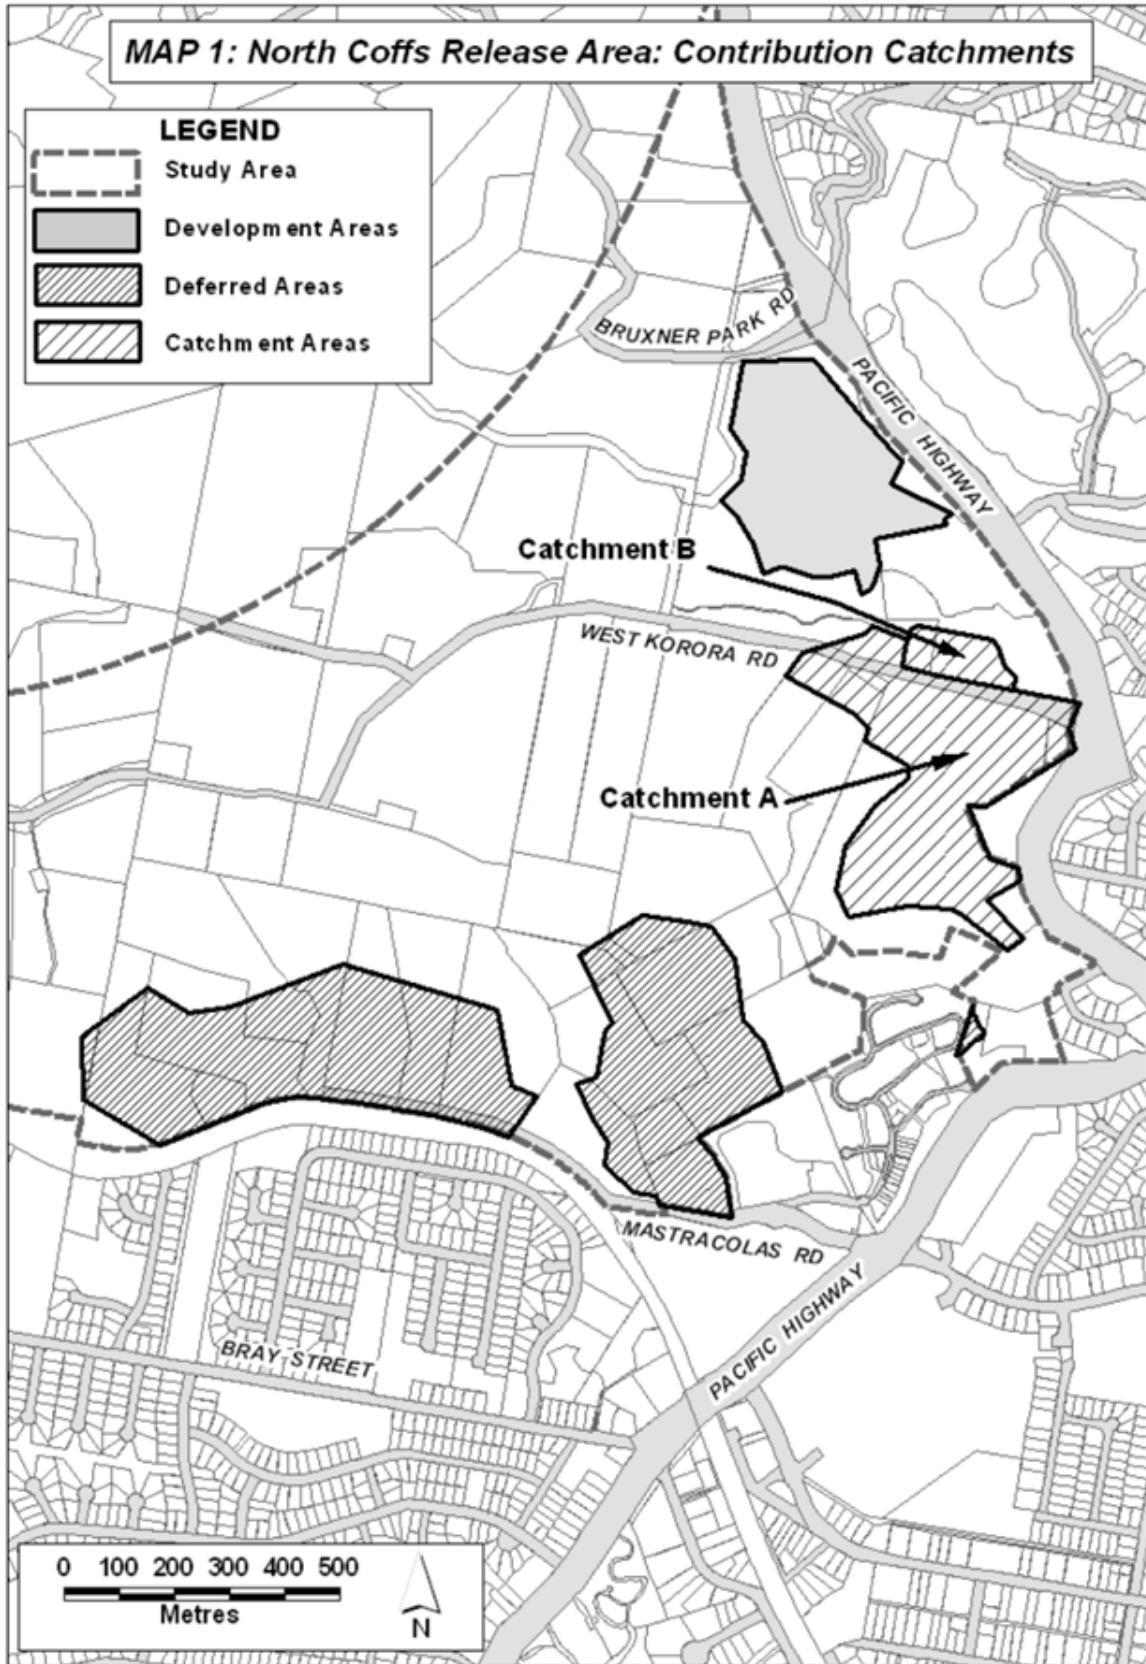 MAP 1: North Coffs Release Area: Contribution Catchments
LEGEND
Study Area
Development Areas
Deferred Areas
Catchment Areas
BRUXNER PARK RD
PACIFIC HIGHWAY
Catchment B
WEST KORORA RD
Catchment A
MASTRACOLAS RD
PACIFIC HIGHWAY
BRAY STREET
0 100 200 300 400 500
Metres
N